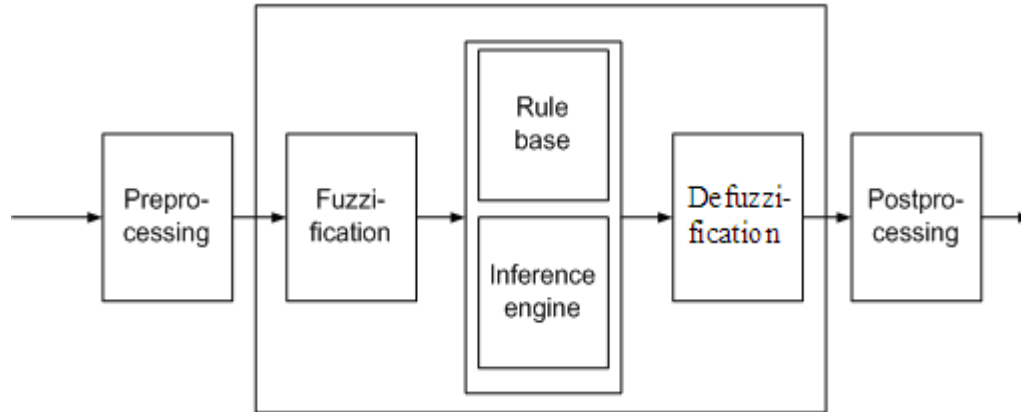 Prepro-
cessing
Fuzzi-
fication
Rule
base
Inference
engine
Defuzzi-
fication
Postpro-
cessing